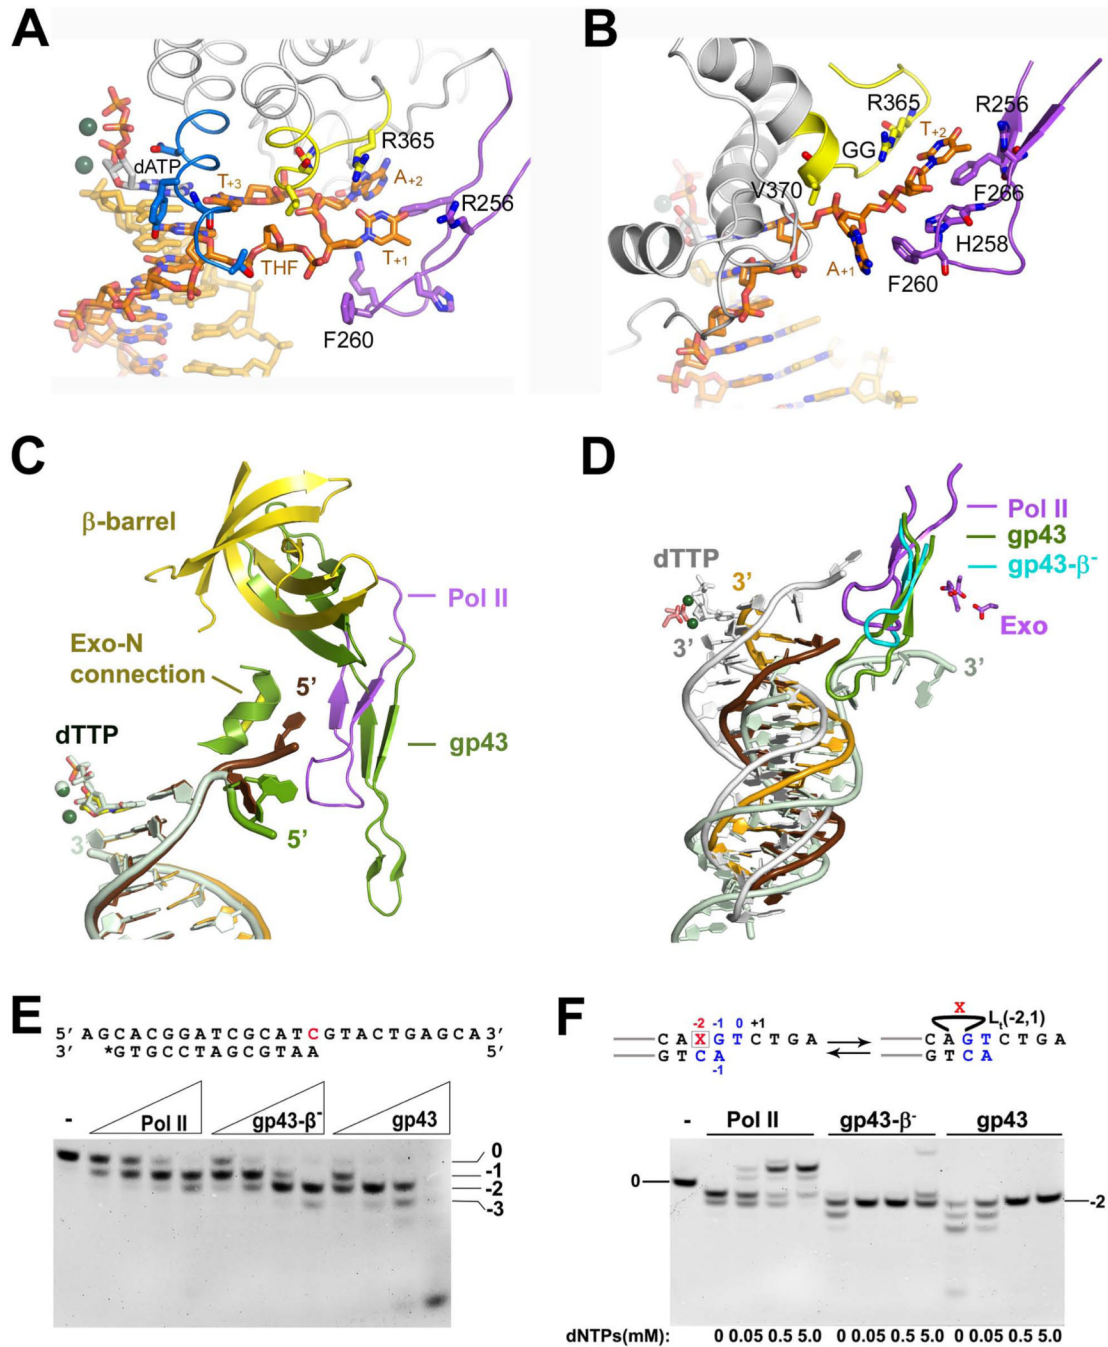 A
B
R365
dATP
T+3
A+2
R256
THF
T+1
F260
R365
R256
T+2
GG
V370
F266
H258
A+1
F260
C
D
β-barrel
Pol II
Exo-N
connection
5'
dTTP
gp43
3'
5'
Pol II
gp43
gp43-β-
dTTP
3'
Exo
3'
3'
E
5' AGCACGGATCGCATCGTACTGAGCA3'
3' *GTGCCTAGCGTAA 5'
- Pol II gp43-β- gp43
0
-1
-2
-3
F
X
-2 -1 0 +1 Lt(-2,1)
C A X G T C T G A C A G T C T G A
G T C A G T C A
-1
- Pol II gp43-β- gp43
0
-2
dNTPs(mM): 0 0.05 0.5 5.0 0 0.05 0.5 5.0 0 0.05 0.5 5.0